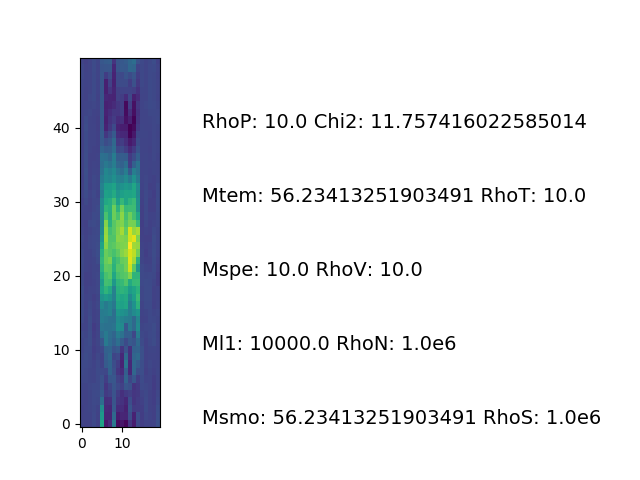 40
30
20
10
0
0 10
RhoP: 10.0 Chi2: 11.757416022585014
Mtem: 56.23413251903491 RhoT: 10.0
Mspe: 10.0 RhoV: 10.0
Ml1: 10000.0 RhoN: 1.0e6
Msmo: 56.23413251903491 RhoS: 1.0e6